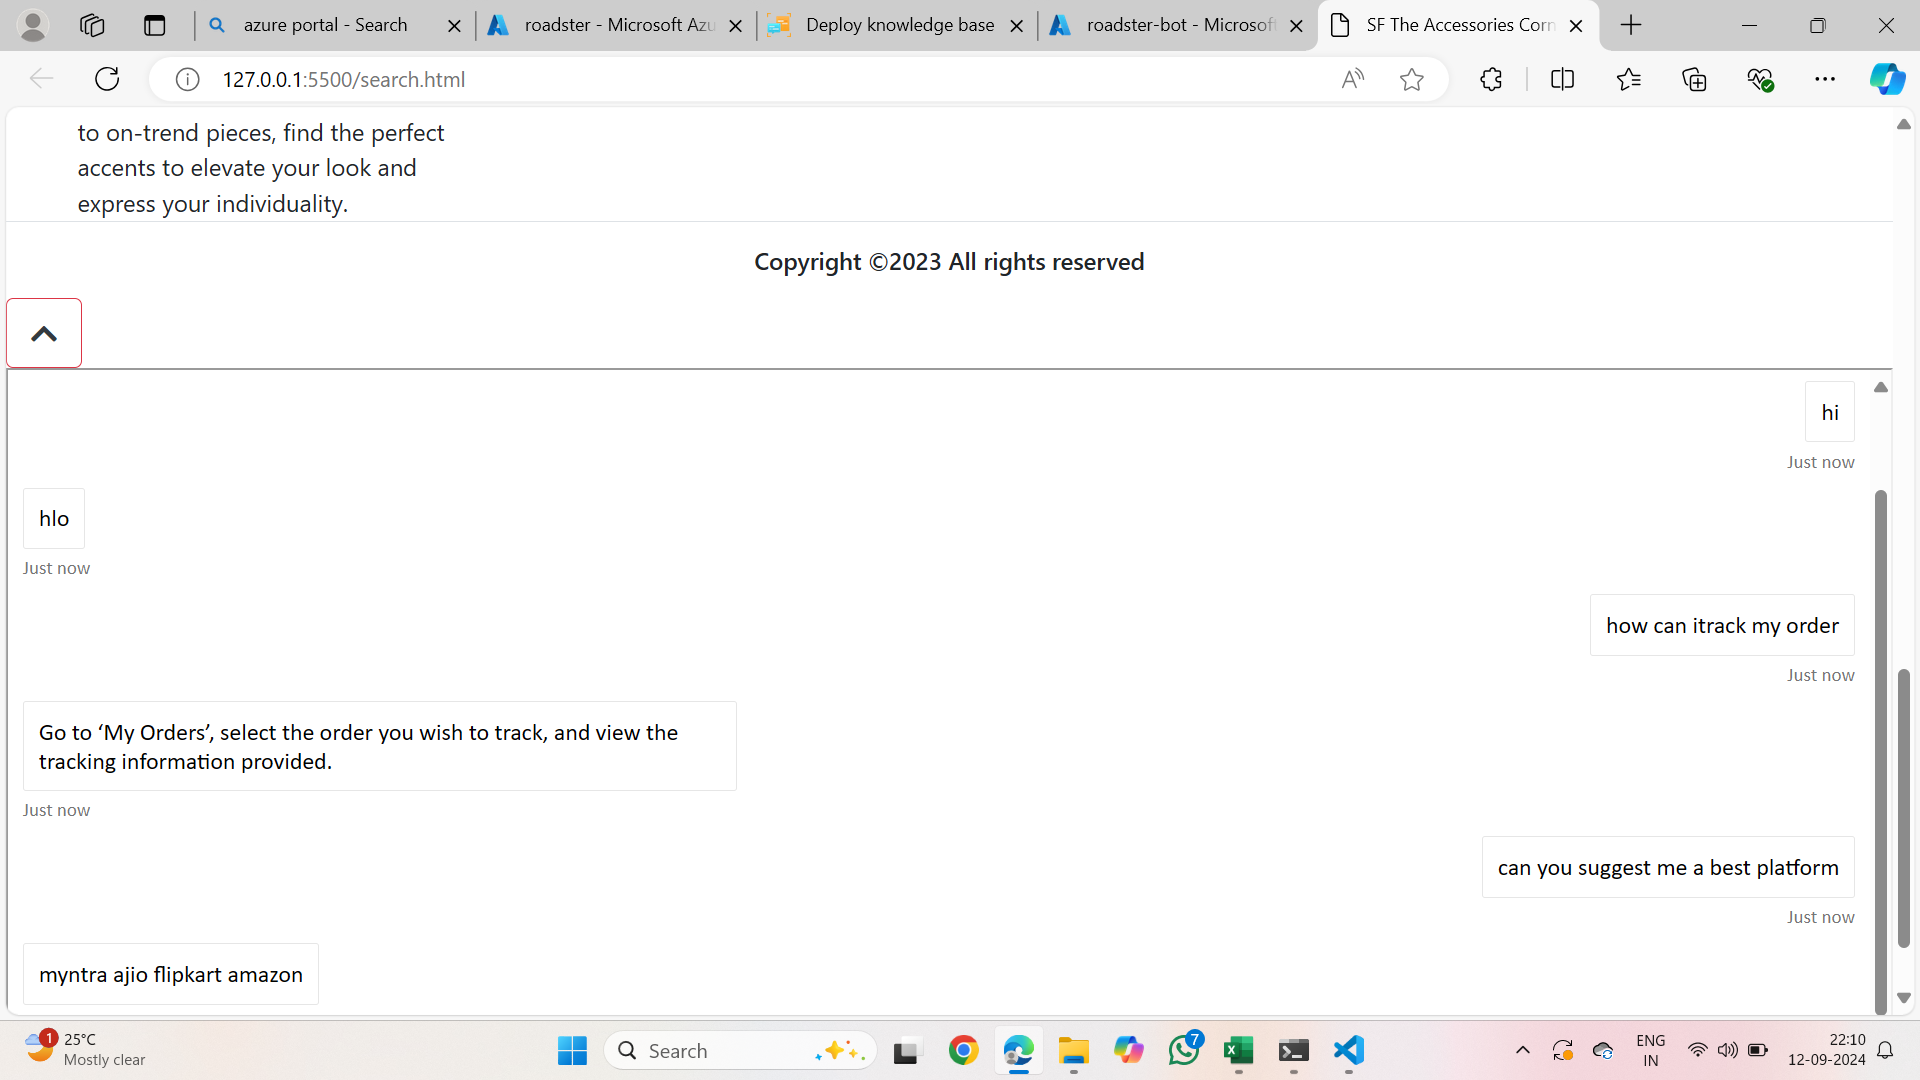 azure portal - Search
roadster - Microsoft Azu
Deploy knowledge base
roadster-bot - Microsoft
SF The Accessories Corn
127.0.0.1:5500/search.html
to on-trend pieces, find the perfect
accents to elevate your look and
express your individuality.
Copyright ©2023 All rights reserved
hi
Just now
hlo
Just now
how can itrack my order
Just now
Go to ‘My Orders’, select the order you wish to track, and view the
tracking information provided.
Just now
can you suggest me a best platform
Just now
myntra ajio flipkart amazon
1
25°C
Mostly clear
Search
7
ENG
IN
22:10
12-09-2024